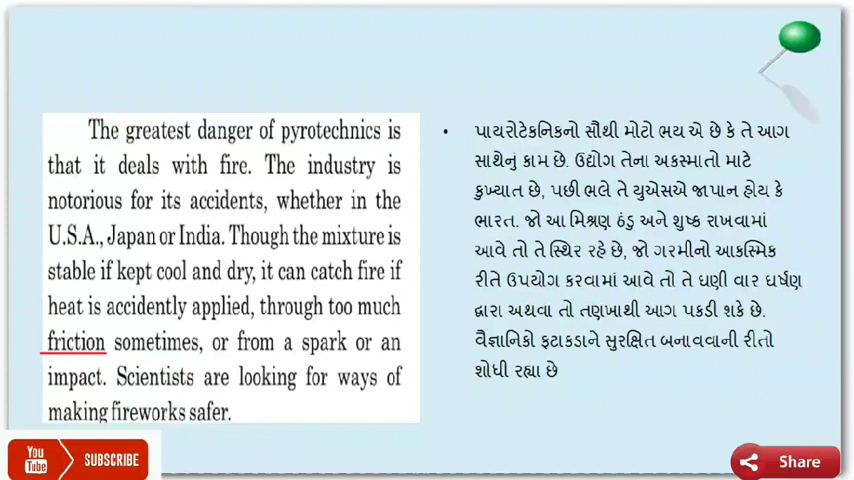 The greatest danger of pyrotechnics is
that it deals with fire. The industry is
notorious for its accidents, whether in the
U.S.A., Japan or India. Though the mixture is
stable if kept cool and dry, it can catch fire if
heat is accidently applied, through too much
friction sometimes, or from a spark or an
impact. Scientists are looking for ways of
making fireworks safer.
• પાયરોટેકનિકનો સૌથી મોટો ભય એ છે કે તે આગ
સાથેનું કામ છે. ઉદ્યોગ તેના અકસ્માતો માટે
કુખ્યાત છે, પછી ભલે તે યુએસએ જાપાન હોય કે
ભારત. જો આ મિશ્રણ ઠંડુ અને શુષ્ક રાખવામાં
આવે તો તે સ્થિર રહે છે, જો ગરમીનો આકસ્મિક
રીતે ઉપયોગ કરવામાં આવે તો તે ઘણી વાર ઘર્ષણ
દ્વારા અથવા તો તણખાથી આગ પકડી શકે છે.
વૈજ્ઞાનિકો ફટાકડાને સુરક્ષિત બનાવવાની રીતો
શોધી રહ્યા છે
You
Tube
SUBSCRIBE
Share